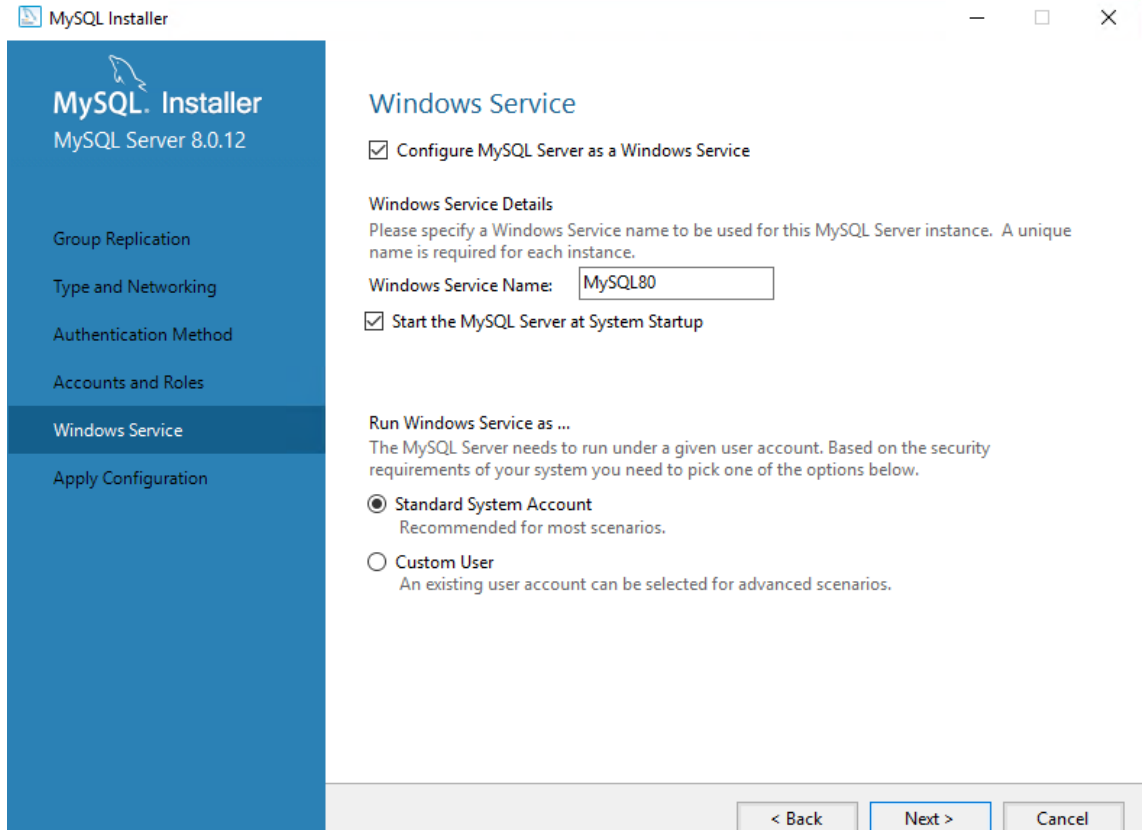 MySQL Installer
MySQL. Installer
MySQL Server 8.0.12
Group Replication
Type and Networking
Authentication Method
Accounts and Roles
Windows Service
Apply Configuration
Windows Service
Configure MySQL Server as a Windows Service
Windows Service Details
Please specify a Windows Service name to be used for this MySQL Server instance. A unique
name is required for each instance.
Windows Service Name: MySQL80
Start the MySQL Server at System Startup
Run Windows Service as ...
The MySQL Server needs to run under a given user account. Based on the security
requirements of your system you need to pick one of the options below.
Standard System Account
Recommended for most scenarios.
Custom User
An existing user account can be selected for advanced scenarios.
< Back Next > Cancel